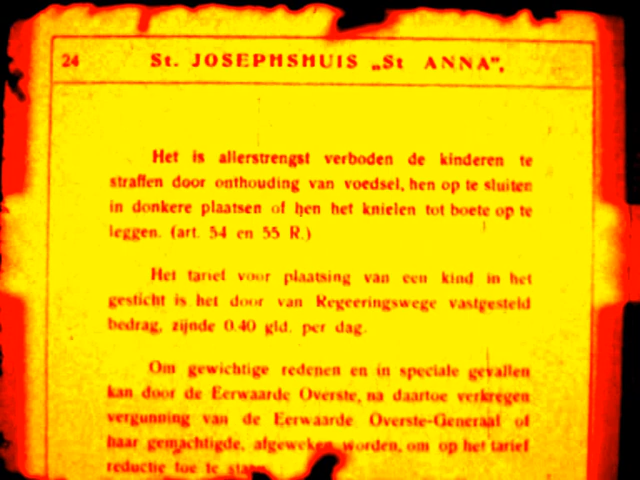 24 St. JOSEPHSHUIS „St ANNA”,
Het is allerstrengst verboden de kinderen te
straffen door onthouding van voedsel, hen op te sluiten
in donkere plaatsen of hen het knielen tot boete op te
leggen. (art. 54 en 55 R.)
Het tarief voor plaatsing van een kind in het
gesticht is het door van Regeeringswege vastgesteld
bedrag, zijnde 0.40 gld. per dag.
Om gewichtige redenen en in speciale gevallen
kan door de Eerwaarde Overste, na daartoe verkregen
vergunning van de Eerwaarde Overste-Generaal of
haar gemachtigde, afgeweken worden, om op het tarief
reductie toe te